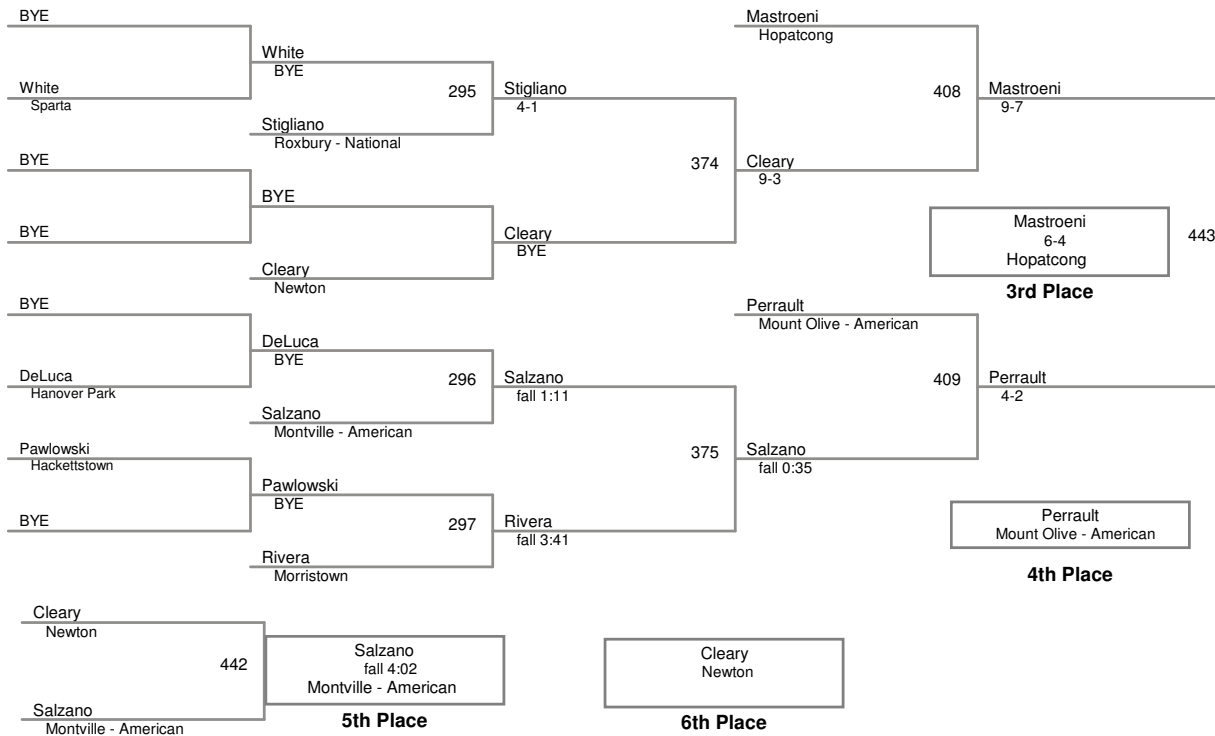 BYE
White
Sparta
BYE
BYE
BYE
DeLuca
Hanover Park
Pawlowski
Hackettstown
BYE
White
BYE
295
Stigliano
Roxbury - National
BYE
Cleary
Newton
DeLuca
BYE
296
Salzano
Montville - American
Pawlowski
BYE
297
Rivera
Morristown
Stigliano
4-1
374
Cleary
BYE
Salzano
fall 1:11
375
Rivera
fall 3:41
Mastroeni
Hopatcong
408
Cleary
9-3
Perrault
Mount Olive - American
409
Salzano
fall 0:35
Mastroeni
9-7
Mastroeni
6-4
Hopatcong
443
3rd Place
Perrault
4-2
Perrault
Mount Olive - American
4th Place
Cleary
Newton
442
Salzano
Montville - American
Salzano
fall 4:02
Montville - American
5th Place
Cleary
Newton
6th Place